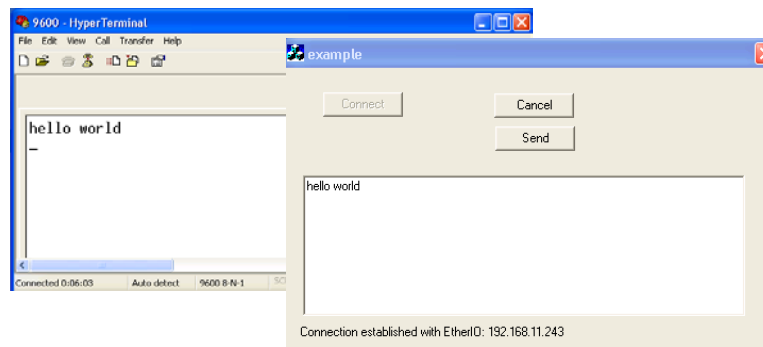 9600 - HyperTerminal
File Edit View Call Transfer Help
hello world
Connected 0:06:03 Auto detect 9600 8-N-1
example
Connect Cancel
Send
hello world
Connection established with EtherIO: 192.168.11.243